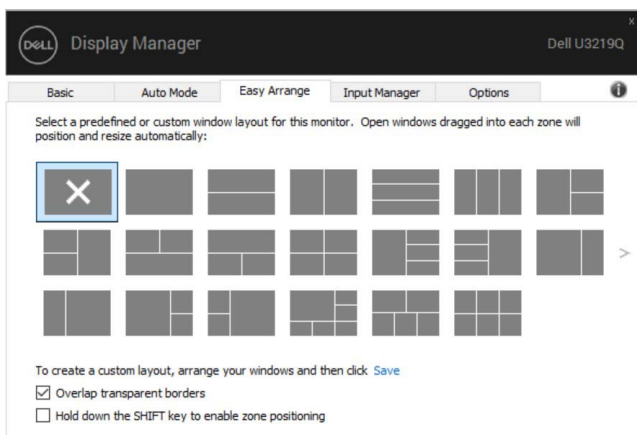 DELL Display Manager
x
Dell U3219Q
Basic Auto Mode Easy Arrange Input Manager Options
Select a predefined or custom window layout for this monitor. Open windows dragged into each zone will
position and resize automatically:
>
To create a custom layout, arrange your windows and then click Save
Overlap transparent borders
Hold down the SHIFT key to enable zone positioning